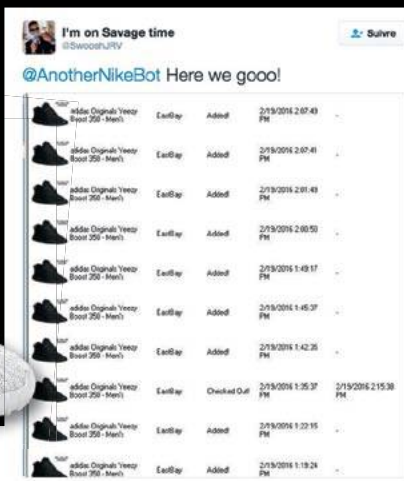 I'm on Savage time
@SwooshJRV
Suivre
@AnotherNikeBot Here we gooo!
adidas Originals Yeezy Boost 350 - Men's EastBay Added! 2/19/2016 2:07:43 PM -
adidas Originals Yeezy Boost 350 - Men's EastBay Added! 2/19/2016 2:07:41 PM -
adidas Originals Yeezy Boost 350 - Men's EastBay Added! 2/19/2016 2:01:43 PM -
adidas Originals Yeezy Boost 350 - Men's EastBay Added! 2/19/2016 2:00:50 PM -
adidas Originals Yeezy Boost 350 - Men's EastBay Added! 2/19/2016 1:49:17 PM -
adidas Originals Yeezy Boost 350 - Men's EastBay Added! 2/19/2016 1:45:37 PM -
adidas Originals Yeezy Boost 350 - Men's EastBay Added! 2/19/2016 1:42:35 PM -
adidas Originals Yeezy Boost 350 - Men's EastBay Checked Out! 2/19/2016 1:35:37 PM 2/19/2016 2:15:38 PM
adidas Originals Yeezy Boost 350 - Men's EastBay Added! 2/19/2016 1:22:15 PM -
adidas Originals Yeezy Boost 350 - Men's EastBay Added! 2/19/2016 1:19:24 PM -